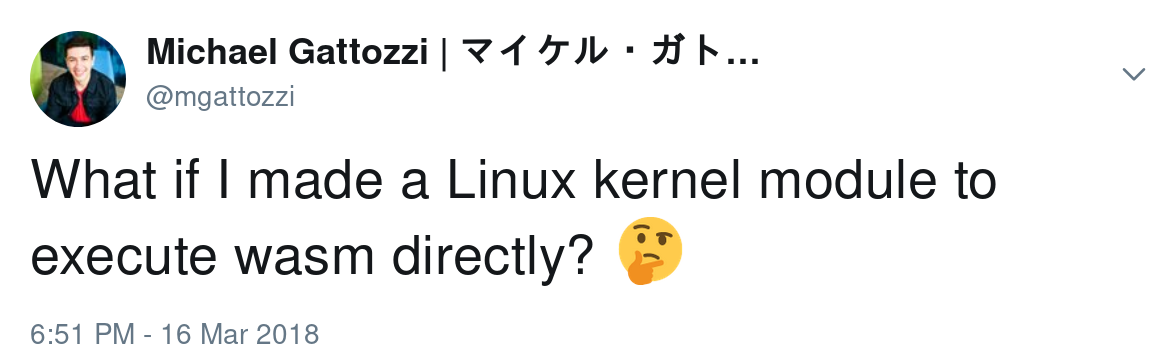 Michael Gattozzi | マイケル・ガト...
@mgattozzi
What if I made a Linux kernel module to
execute wasm directly? 🤔
6:51 PM - 16 Mar 2018